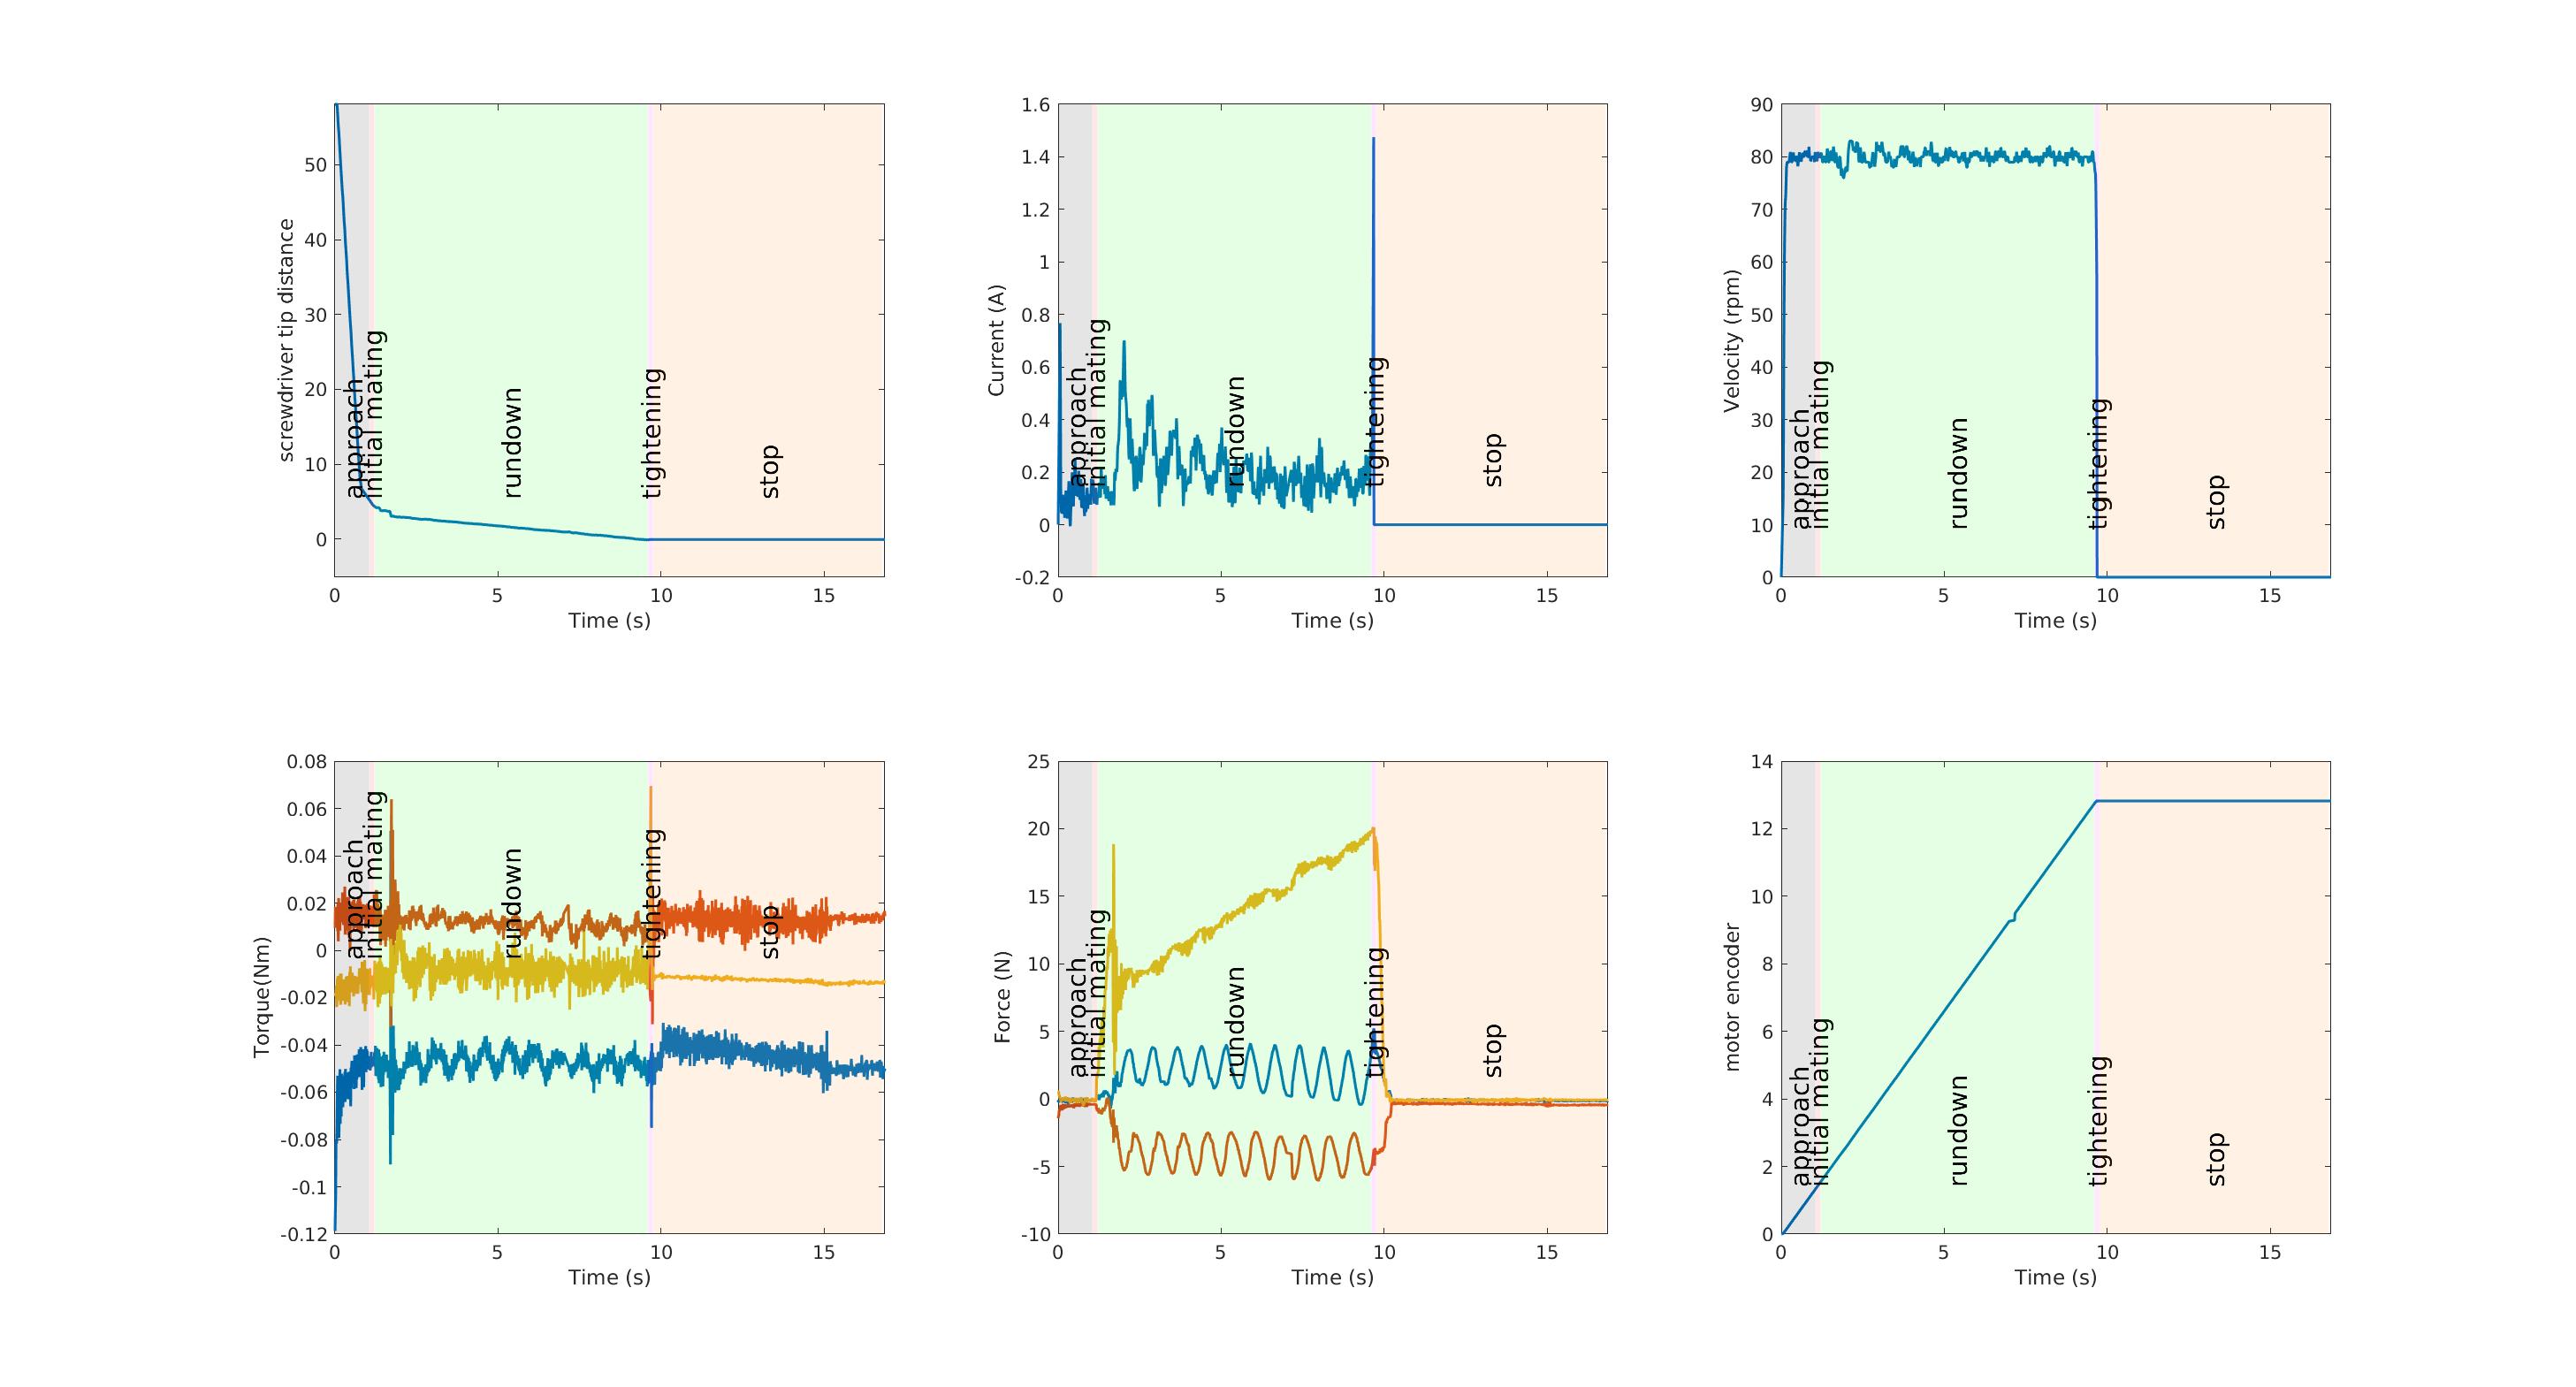 screwdriver tip distance
50
40
30
20
10
0
approach
initial mating
rundown
tightening
stop
0 5 10 15
Time (s)
Current (A)
1.6
1.4
1.2
1
0.8
0.6
0.4
0.2
0
-0.2
approach
initial mating
rundown
tightening
stop
0 5 10 15
Time (s)
Velocity (rpm)
90
80
70
60
50
40
30
20
10
0
approach
initial mating
rundown
tightening
stop
0 5 10 15
Time (s)
Torque(Nm)
0.08
0.06
0.04
0.02
0
-0.02
-0.04
-0.06
-0.08
-0.1
-0.12
approach
initial mating
rundown
tightening
stop
0 5 10 15
Time (s)
Force (N)
25
20
15
10
5
0
-5
-10
approach
initial mating
rundown
tightening
stop
0 5 10 15
Time (s)
motor encoder
14
12
10
8
6
4
2
0
approach
initial mating
rundown
tightening
stop
0 5 10 15
Time (s)